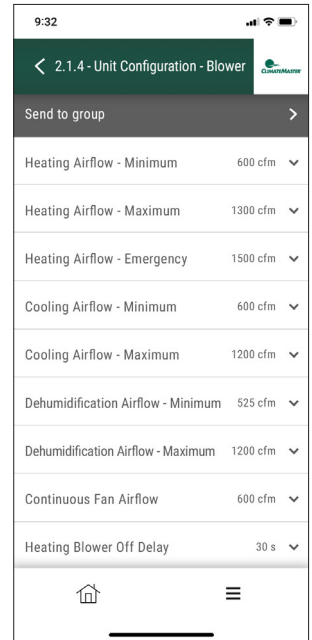 9:32
2.1.4 - Unit Configuration - Blower
CLIMATEMASTER
Send to group
Heating Airflow - Minimum 600 cfm
Heating Airflow - Maximum 1300 cfm
Heating Airflow - Emergency 1500 cfm
Cooling Airflow - Minimum 600 cfm
Cooling Airflow - Maximum 1200 cfm
Dehumidification Airflow - Minimum 525 cfm
Dehumidification Airflow - Maximum 1200 cfm
Continuous Fan Airflow 600 cfm
Heating Blower Off Delay 30 s